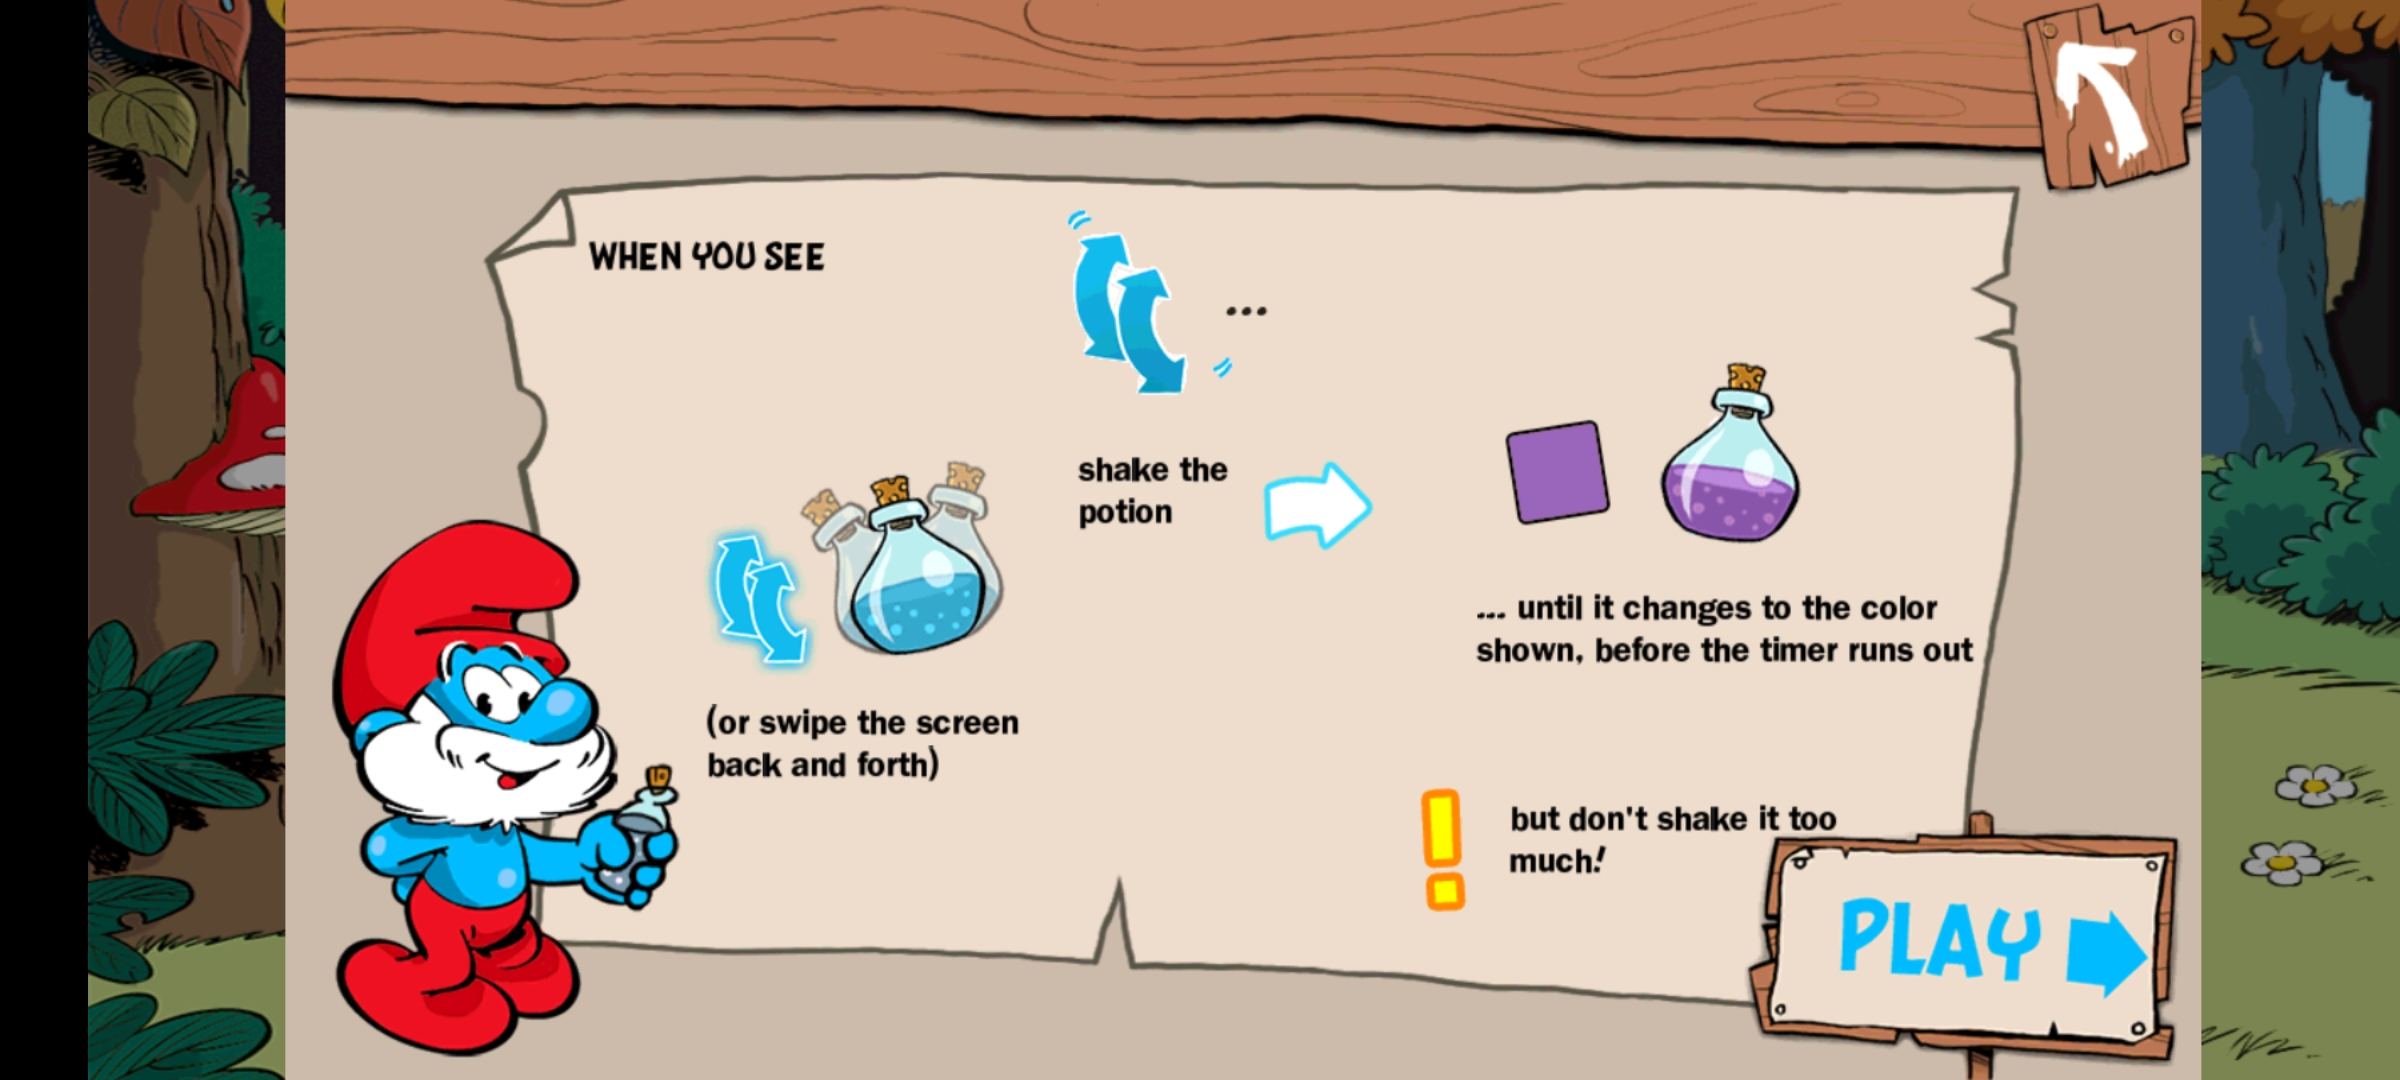 WHEN YOU SEE
...
shake the
potion
(or swipe the screen
back and forth)
... until it changes to the color
shown, before the timer runs out
but don't shake it too
much!
PLAY